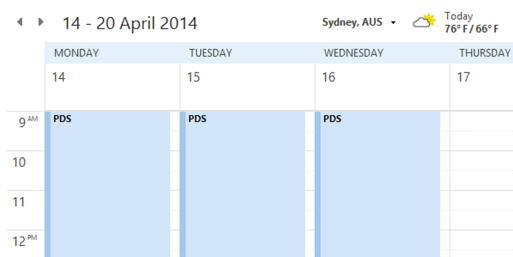 14 - 20 April 2014 Sydney, AUS Today
76° F / 66° F
MONDAY TUESDAY WEDNESDAY THURSDAY
14 15 16 17
9 AM PDS PDS PDS
10
11
12 PM